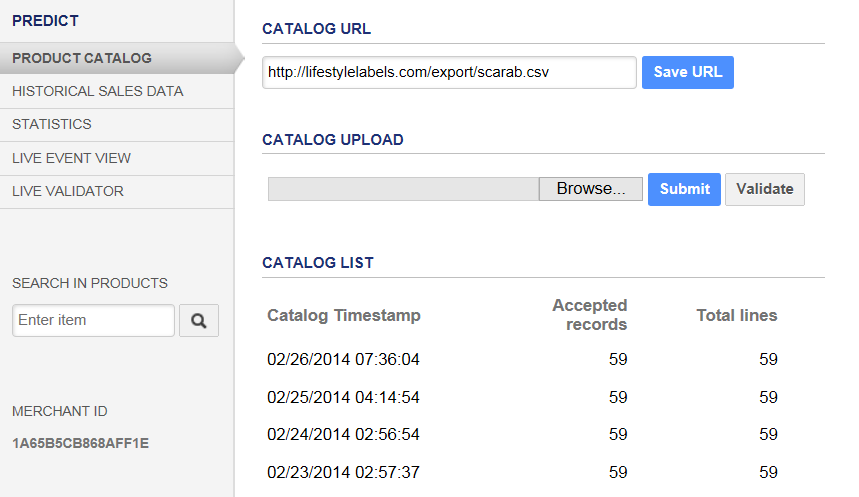 PREDICT
PRODUCT CATALOG
HISTORICAL SALES DATA
STATISTICS
LIVE EVENT VIEW
LIVE VALIDATOR
SEARCH IN PRODUCTS
Enter item
MERCHANT ID
1A65B5CB868AFF1E
CATALOG URL
http://lifestylelabels.com/export/scarab.csv Save URL
CATALOG UPLOAD
Browse... Submit Validate
CATALOG LIST
Catalog Timestamp Accepted records Total lines
02/26/2014 07:36:04 59 59
02/25/2014 04:14:54 59 59
02/24/2014 02:56:54 59 59
02/23/2014 02:57:37 59 59